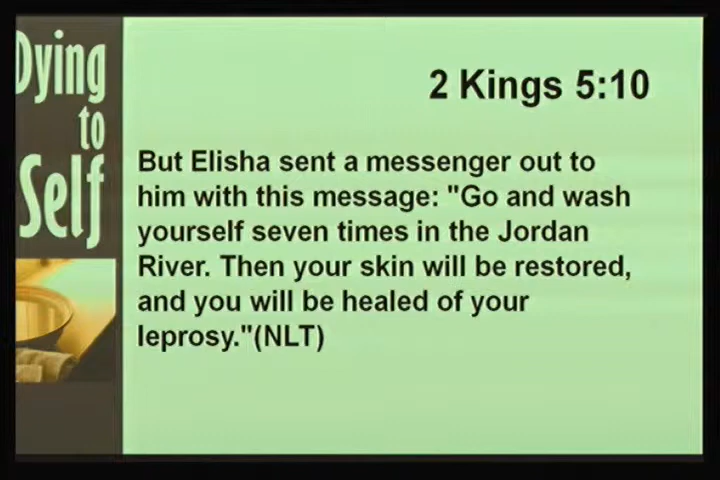 Dying
to
Self
2 Kings 5:10
But Elisha sent a messenger out to
him with this message: "Go and wash
yourself seven times in the Jordan
River. Then your skin will be restored,
and you will be healed of your
leprosy."(NLT)